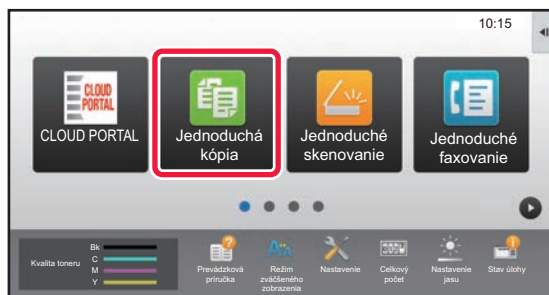 10:15
CLOUD
PORTAL
CLOUD PORTAL
Jednoduchá
kópia
Jednoduché
skenovanie
Jednoduché
faxovanie
Kvalita toneru
Bk
C
M
Y
Prevádzková
príručka
Režim
zväčšeného
zobrazenia
Nastavenie
Celkový
počet
Nastavenie
jasu
Stav úlohy